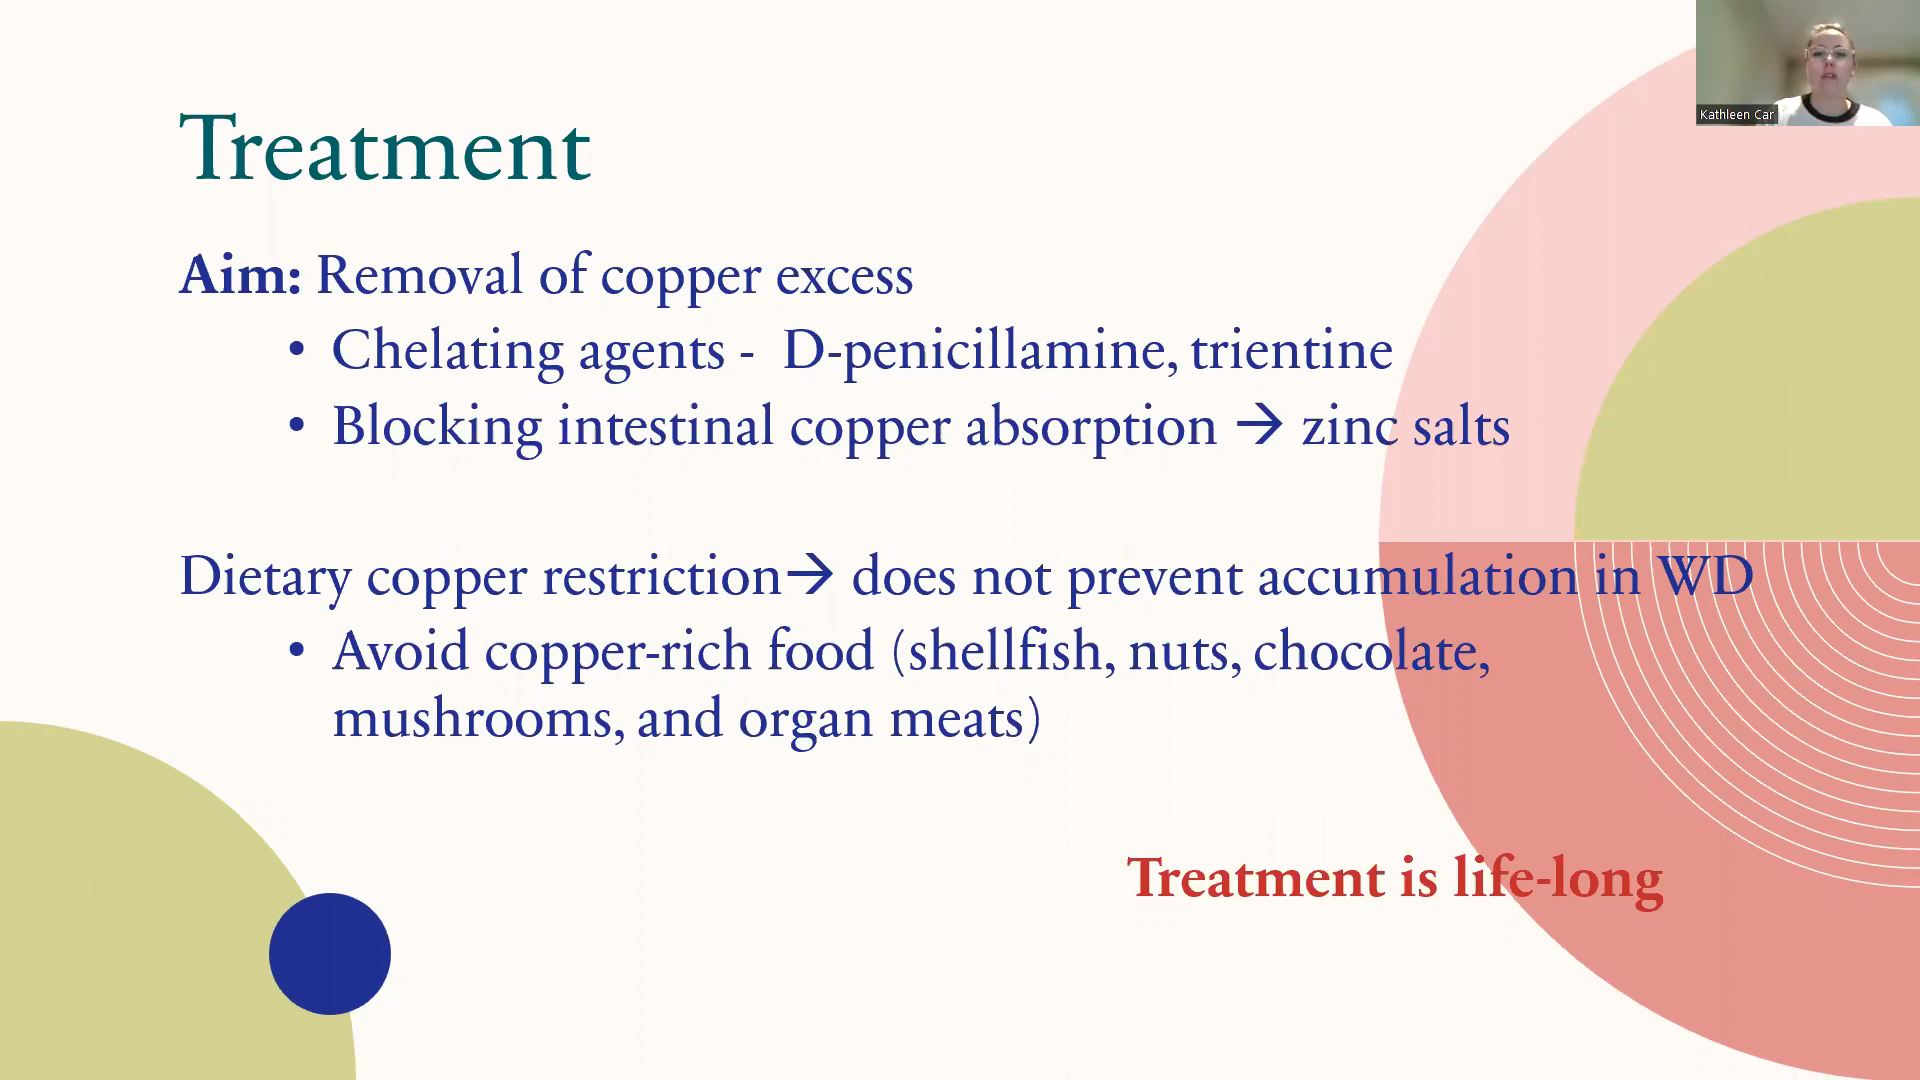 Kathleen Car
Treatment
Aim: Removal of copper excess
• Chelating agents - D-penicillamine, trientine
• Blocking intestinal copper absorption → zinc salts
Dietary copper restriction→ does not prevent accumulation in WD
• Avoid copper-rich food (shellfish, nuts, chocolate,
mushrooms, and organ meats)
Treatment is life-long